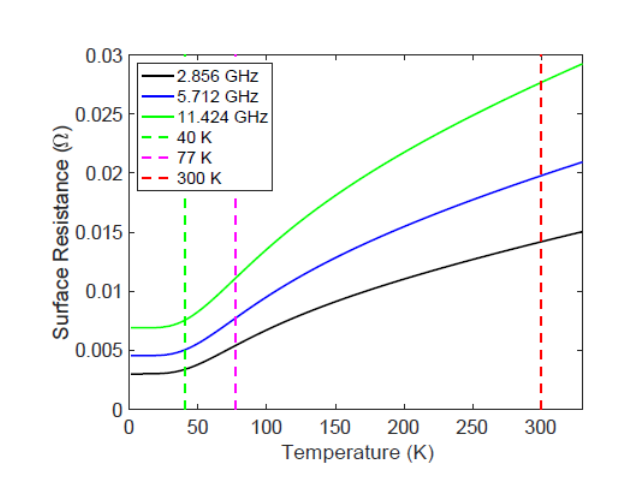 0.03
0.025
0.02
0.015
0.01
0.005
0
Surface Resistance (Ω)
2.856 GHz
5.712 GHz
11.424 GHz
40 K
77 K
300 K
0 50 100 150 200 250 300
Temperature (K)